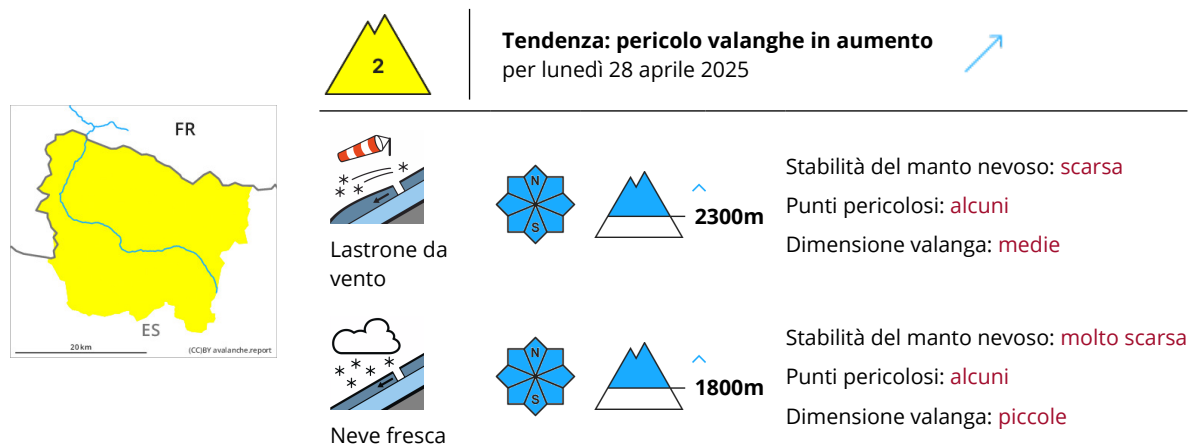 2
Tendenza: pericolo valanghe in aumento
per lunedì 28 aprile 2025
FR
ES
20 km
(CC)BY avalanche.report
Lastrone da
vento
N
S
2300m
Stabilità del manto nevoso: scarsa
Punti pericolosi: alcuni
Dimensione valanga: medie
Neve fresca
N
S
1800m
Stabilità del manto nevoso: molto scarsa
Punti pericolosi: alcuni
Dimensione valanga: piccole